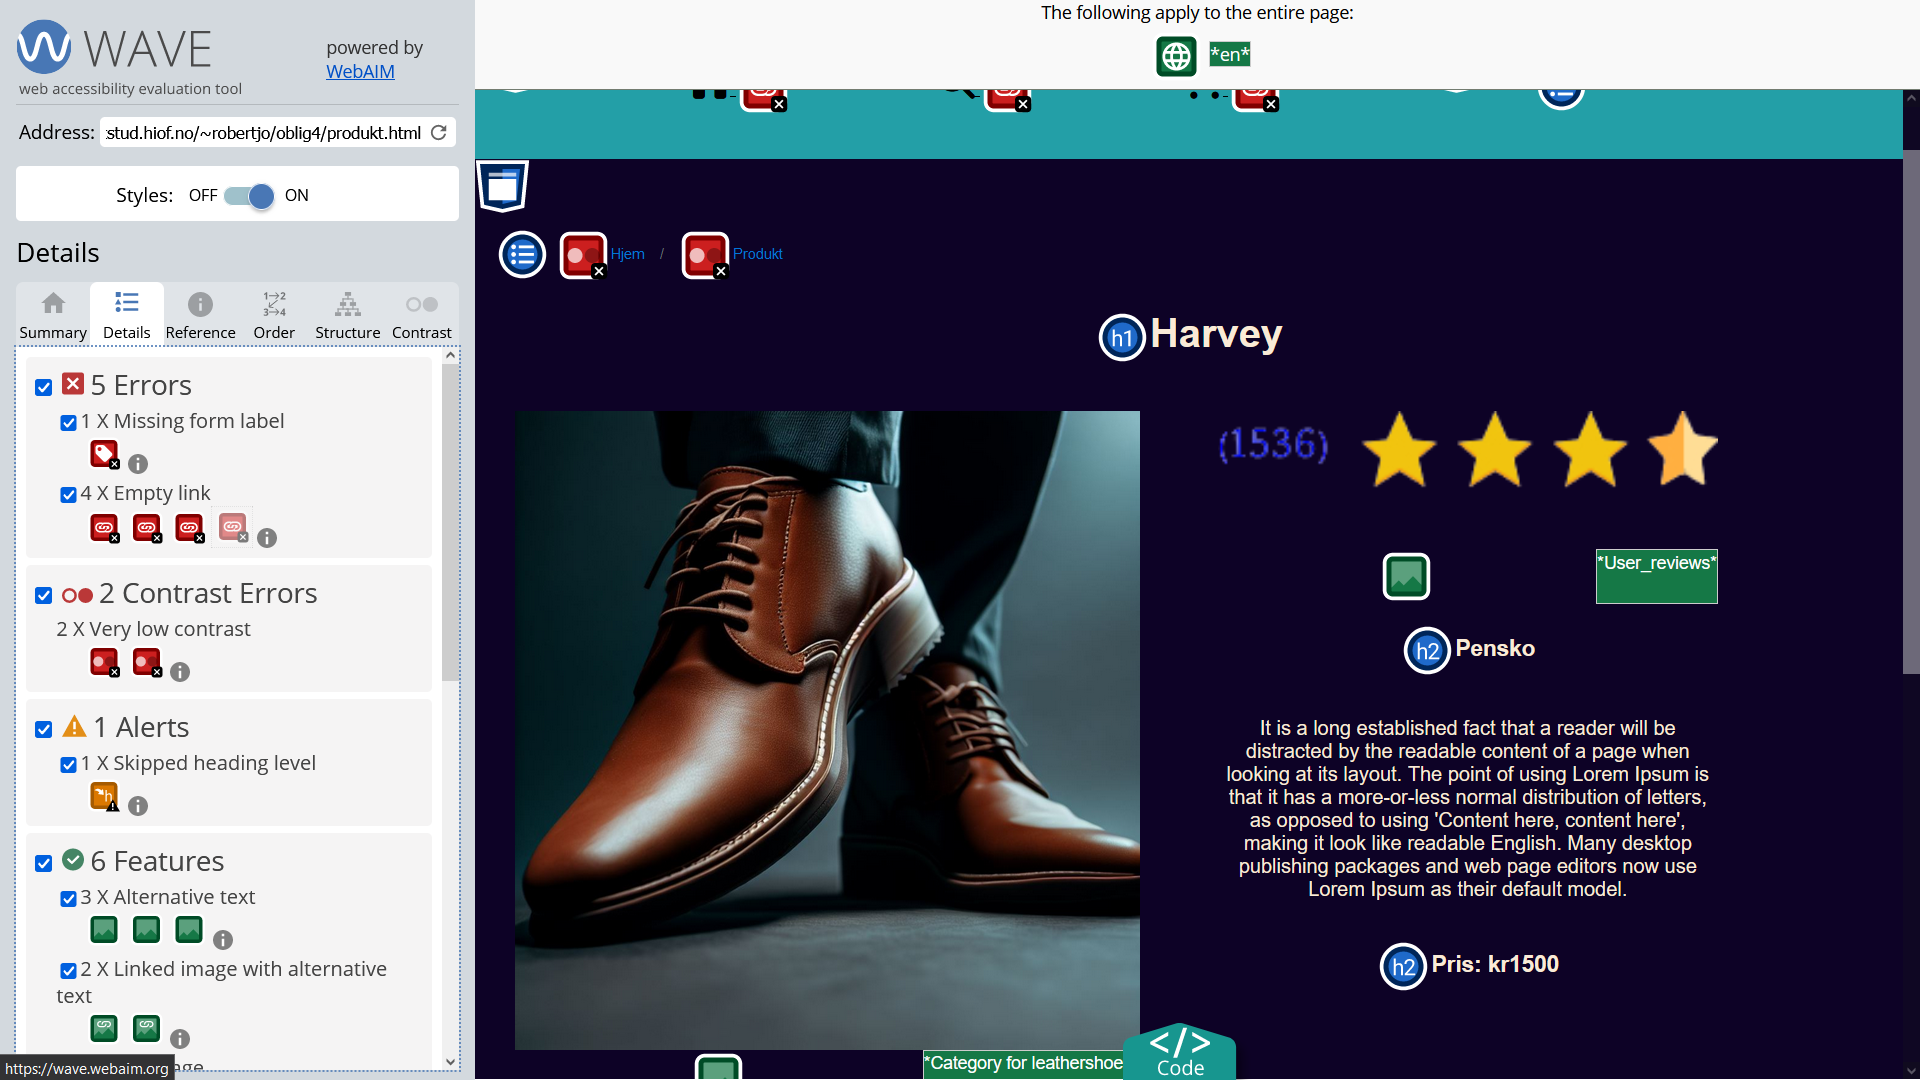 WAVE
powered by
WebAIM
web accessibility evaluation tool
Address:
stud.hiof.no/~robertjo/oblig4/produkt.html
Styles:
OFF
ON
Details
Summary
Details
Reference
Order
Structure
Contrast
5 Errors
1 X Missing form label
4 X Empty link
2 Contrast Errors
2 X Very low contrast
1 Alerts
1 X Skipped heading level
6 Features
3 X Alternative text
2 X Linked image with alternative
text
https://wave.webaim.org
The following apply to the entire page:
*en*
Hjem / Produkt
h1 Harvey
(1536)
*User_reviews*
h2 Pensko
It is a long established fact that a reader will be
distracted by the readable content of a page when
looking at its layout. The point of using Lorem Ipsum is
that it has a more-or-less normal distribution of letters,
as opposed to using 'Content here, content here',
making it look like readable English. Many desktop
publishing packages and web page editors now use
Lorem Ipsum as their default model.
h2 Pris: kr1500
*Category for leathershoe
</>
Code